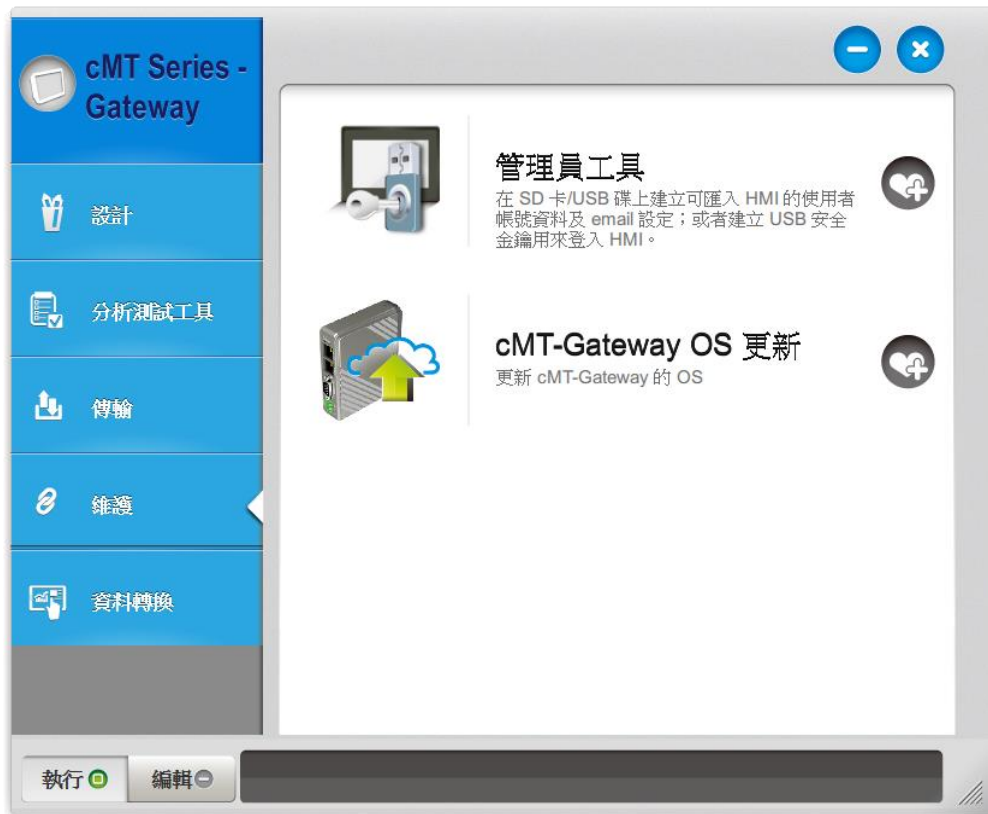 cMT Series -
Gateway
設計
分析測試工具
傳輸
維護
資料轉換
管理員工具
在 SD 卡/USB 碟上建立可匯入 HMI 的使用者
帳號資料及 email 設定；或者建立 USB 安全
金鑰用來登入 HMI。
cMT-Gateway OS 更新
更新 cMT-Gateway 的 OS
執行
編輯